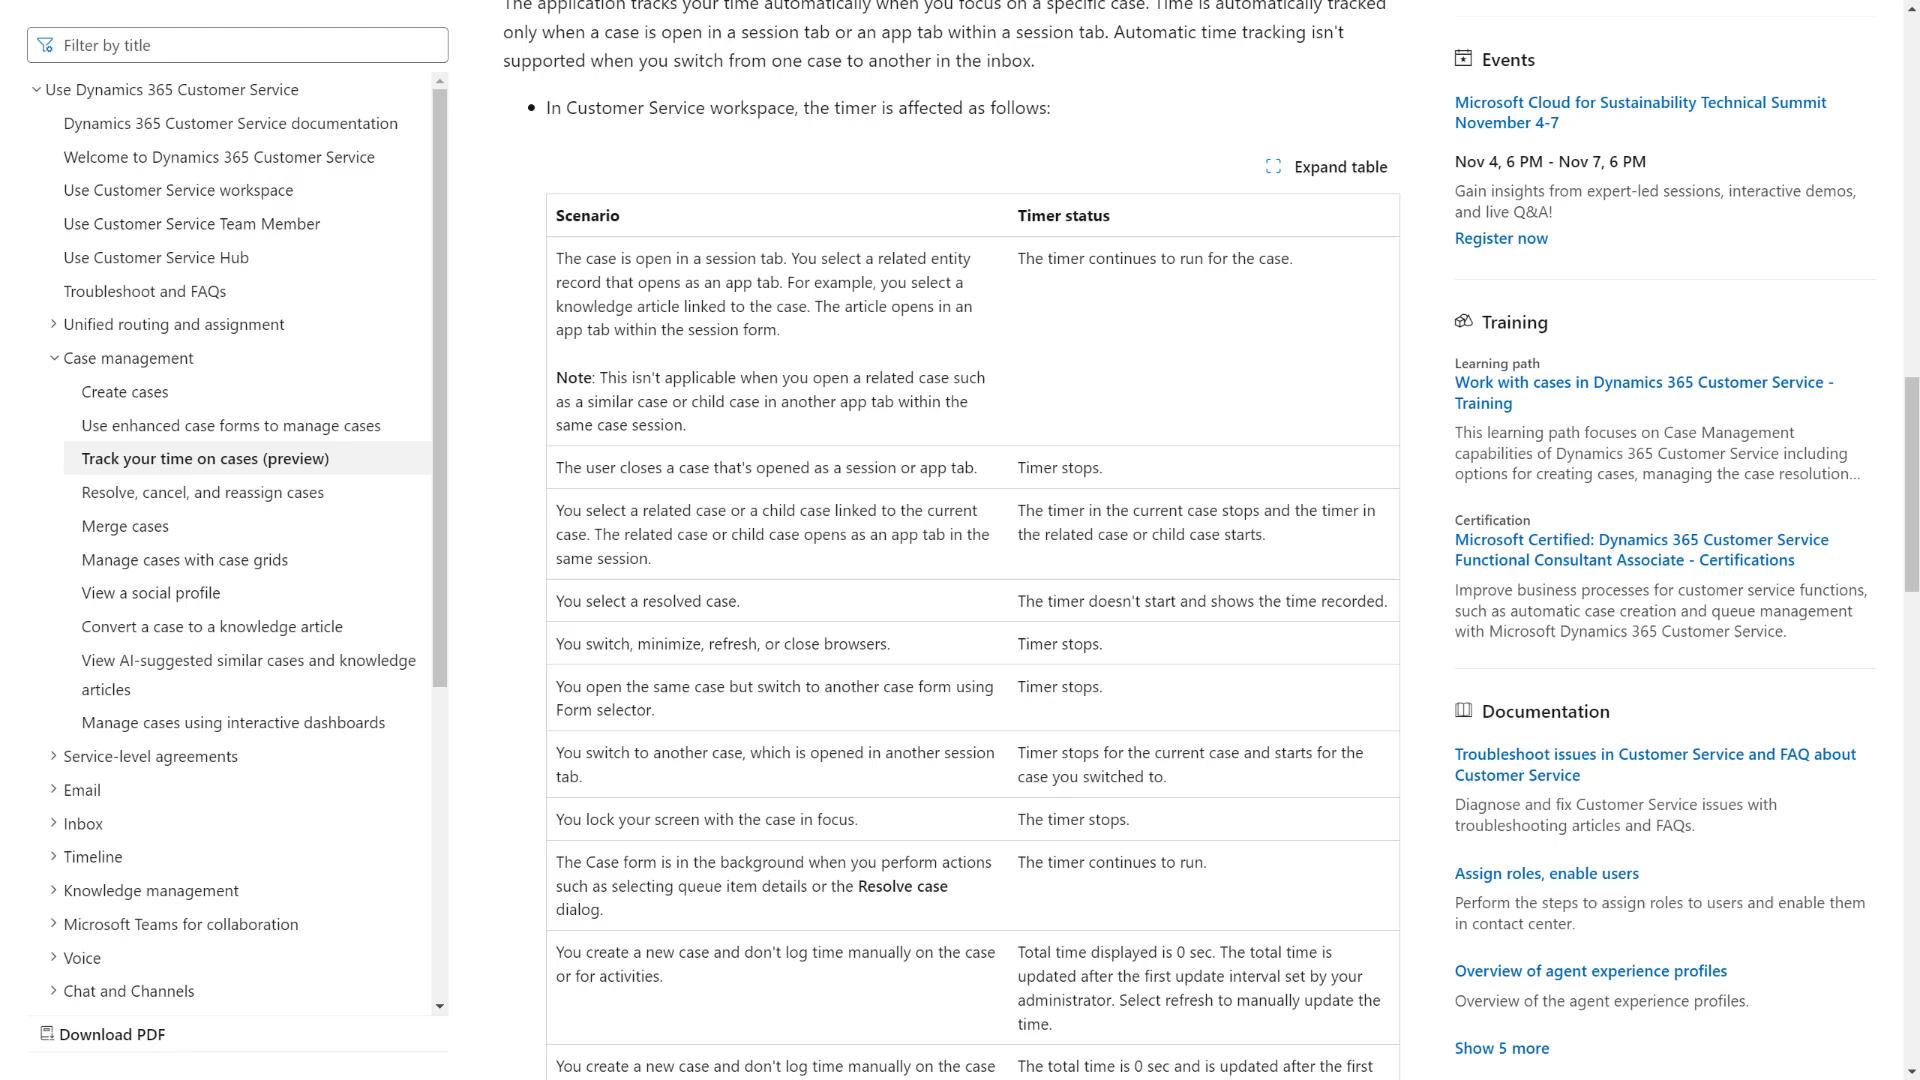 Filter by title
Use Dynamics 365 Customer Service
Dynamics 365 Customer Service documentation
Welcome to Dynamics 365 Customer Service
Use Customer Service workspace
Use Customer Service Team Member
Use Customer Service Hub
Troubleshoot and FAQs
Unified routing and assignment
Case management
Create cases
Use enhanced case forms to manage cases
Track your time on cases (preview)
Resolve, cancel, and reassign cases
Merge cases
Manage cases with case grids
View a social profile
Convert a case to a knowledge article
View AI-suggested similar cases and knowledge
articles
Manage cases using interactive dashboards
Service-level agreements
Email
Inbox
Timeline
Knowledge management
Microsoft Teams for collaboration
Voice
Chat and Channels
Download PDF
The application tracks your time automatically when you focus on a specific case. Time is automatically tracked
only when a case is open in a session tab or an app tab within a session tab. Automatic time tracking isn't
supported when you switch from one case to another in the inbox.
• In Customer Service workspace, the timer is affected as follows:
Expand table
Scenario
Timer status
The case is open in a session tab. You select a related entity
record that opens as an app tab. For example, you select a
knowledge article linked to the case. The article opens in an
app tab within the session form.
Note: This isn't applicable when you open a related case such
as a similar case or child case in another app tab within the
same case session.
The timer continues to run for the case.
The user closes a case that's opened as a session or app tab.
Timer stops.
You select a related case or a child case linked to the current
case. The related case or child case opens as an app tab in the
same session.
The timer in the current case stops and the timer in
the related case or child case starts.
You select a resolved case.
The timer doesn't start and shows the time recorded.
You switch, minimize, refresh, or close browsers.
Timer stops.
You open the same case but switch to another case form using
Form selector.
Timer stops.
You switch to another case, which is opened in another session
tab.
Timer stops for the current case and starts for the
case you switched to.
You lock your screen with the case in focus.
The timer stops.
The Case form is in the background when you perform actions
such as selecting queue item details or the Resolve case
dialog.
The timer continues to run.
You create a new case and don't log time manually on the case
or for activities.
Total time displayed is 0 sec. The total time is
updated after the first update interval set by your
administrator. Select refresh to manually update the
time.
You create a new case and don't log time manually on the case
The total time is 0 sec and is updated after the first
Events
Microsoft Cloud for Sustainability Technical Summit
November 4-7
Nov 4, 6 PM - Nov 7, 6 PM
Gain insights from expert-led sessions, interactive demos,
and live Q&A!
Register now
Training
Learning path
Work with cases in Dynamics 365 Customer Service -
Training
This learning path focuses on Case Management
capabilities of Dynamics 365 Customer Service including
options for creating cases, managing the case resolution...
Certification
Microsoft Certified: Dynamics 365 Customer Service
Functional Consultant Associate - Certifications
Improve business processes for customer service functions,
such as automatic case creation and queue management
with Microsoft Dynamics 365 Customer Service.
Documentation
Troubleshoot issues in Customer Service and FAQ about
Customer Service
Diagnose and fix Customer Service issues with
troubleshooting articles and FAQs.
Assign roles, enable users
Perform the steps to assign roles to users and enable them
in contact center.
Overview of agent experience profiles
Overview of the agent experience profiles.
Show 5 more